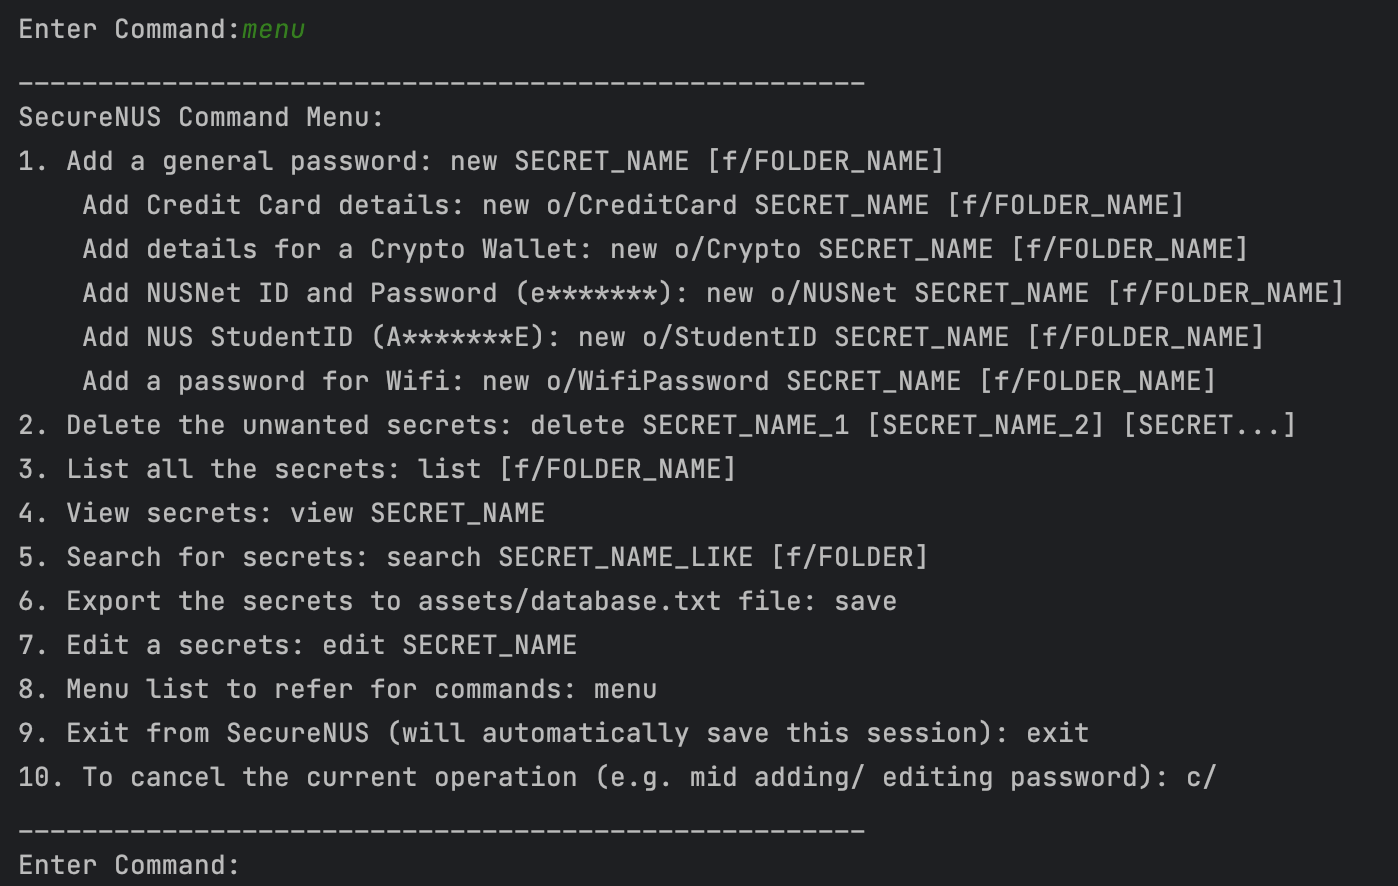 Enter Command:menu
_____________________________________________________
SecureNUS Command Menu:
1. Add a general password: new SECRET_NAME [f/FOLDER_NAME]
    Add Credit Card details: new o/CreditCard SECRET_NAME [f/FOLDER_NAME]
    Add details for a Crypto Wallet: new o/Crypto SECRET_NAME [f/FOLDER_NAME]
    Add NUSNet ID and Password (e*******): new o/NUSNet SECRET_NAME [f/FOLDER_NAME]
    Add NUS StudentID (A*******E): new o/StudentID SECRET_NAME [f/FOLDER_NAME]
    Add a password for Wifi: new o/WifiPassword SECRET_NAME [f/FOLDER_NAME]
2. Delete the unwanted secrets: delete SECRET_NAME_1 [SECRET_NAME_2] [SECRET...]
3. List all the secrets: list [f/FOLDER_NAME]
4. View secrets: view SECRET_NAME
5. Search for secrets: search SECRET_NAME_LIKE [f/FOLDER]
6. Export the secrets to assets/database.txt file: save
7. Edit a secrets: edit SECRET_NAME
8. Menu list to refer for commands: menu
9. Exit from SecureNUS (will automatically save this session): exit
10. To cancel the current operation (e.g. mid adding/ editing password): c/
_____________________________________________________
Enter Command: